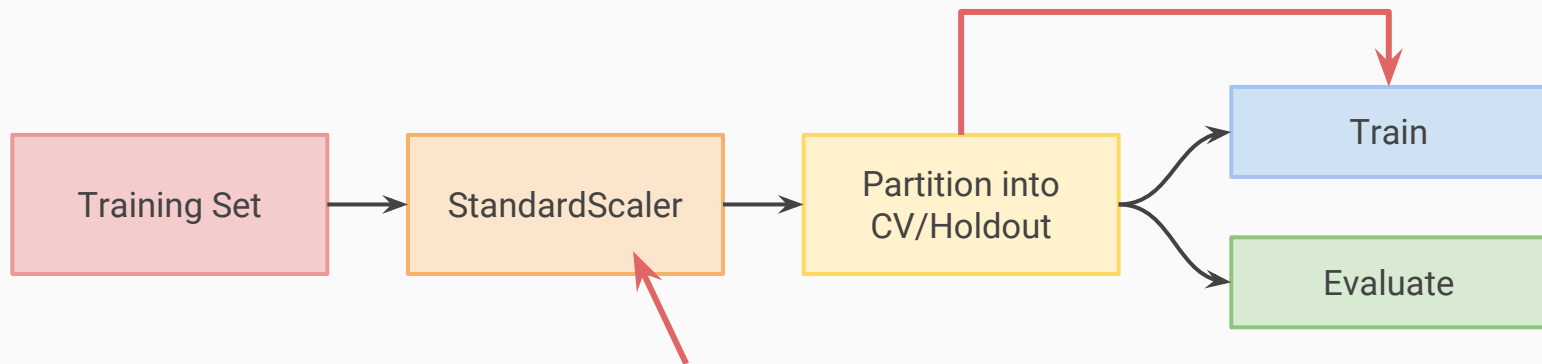 Training Set
StandardScaler
Partition into
CV/Holdout
Train
Evaluate